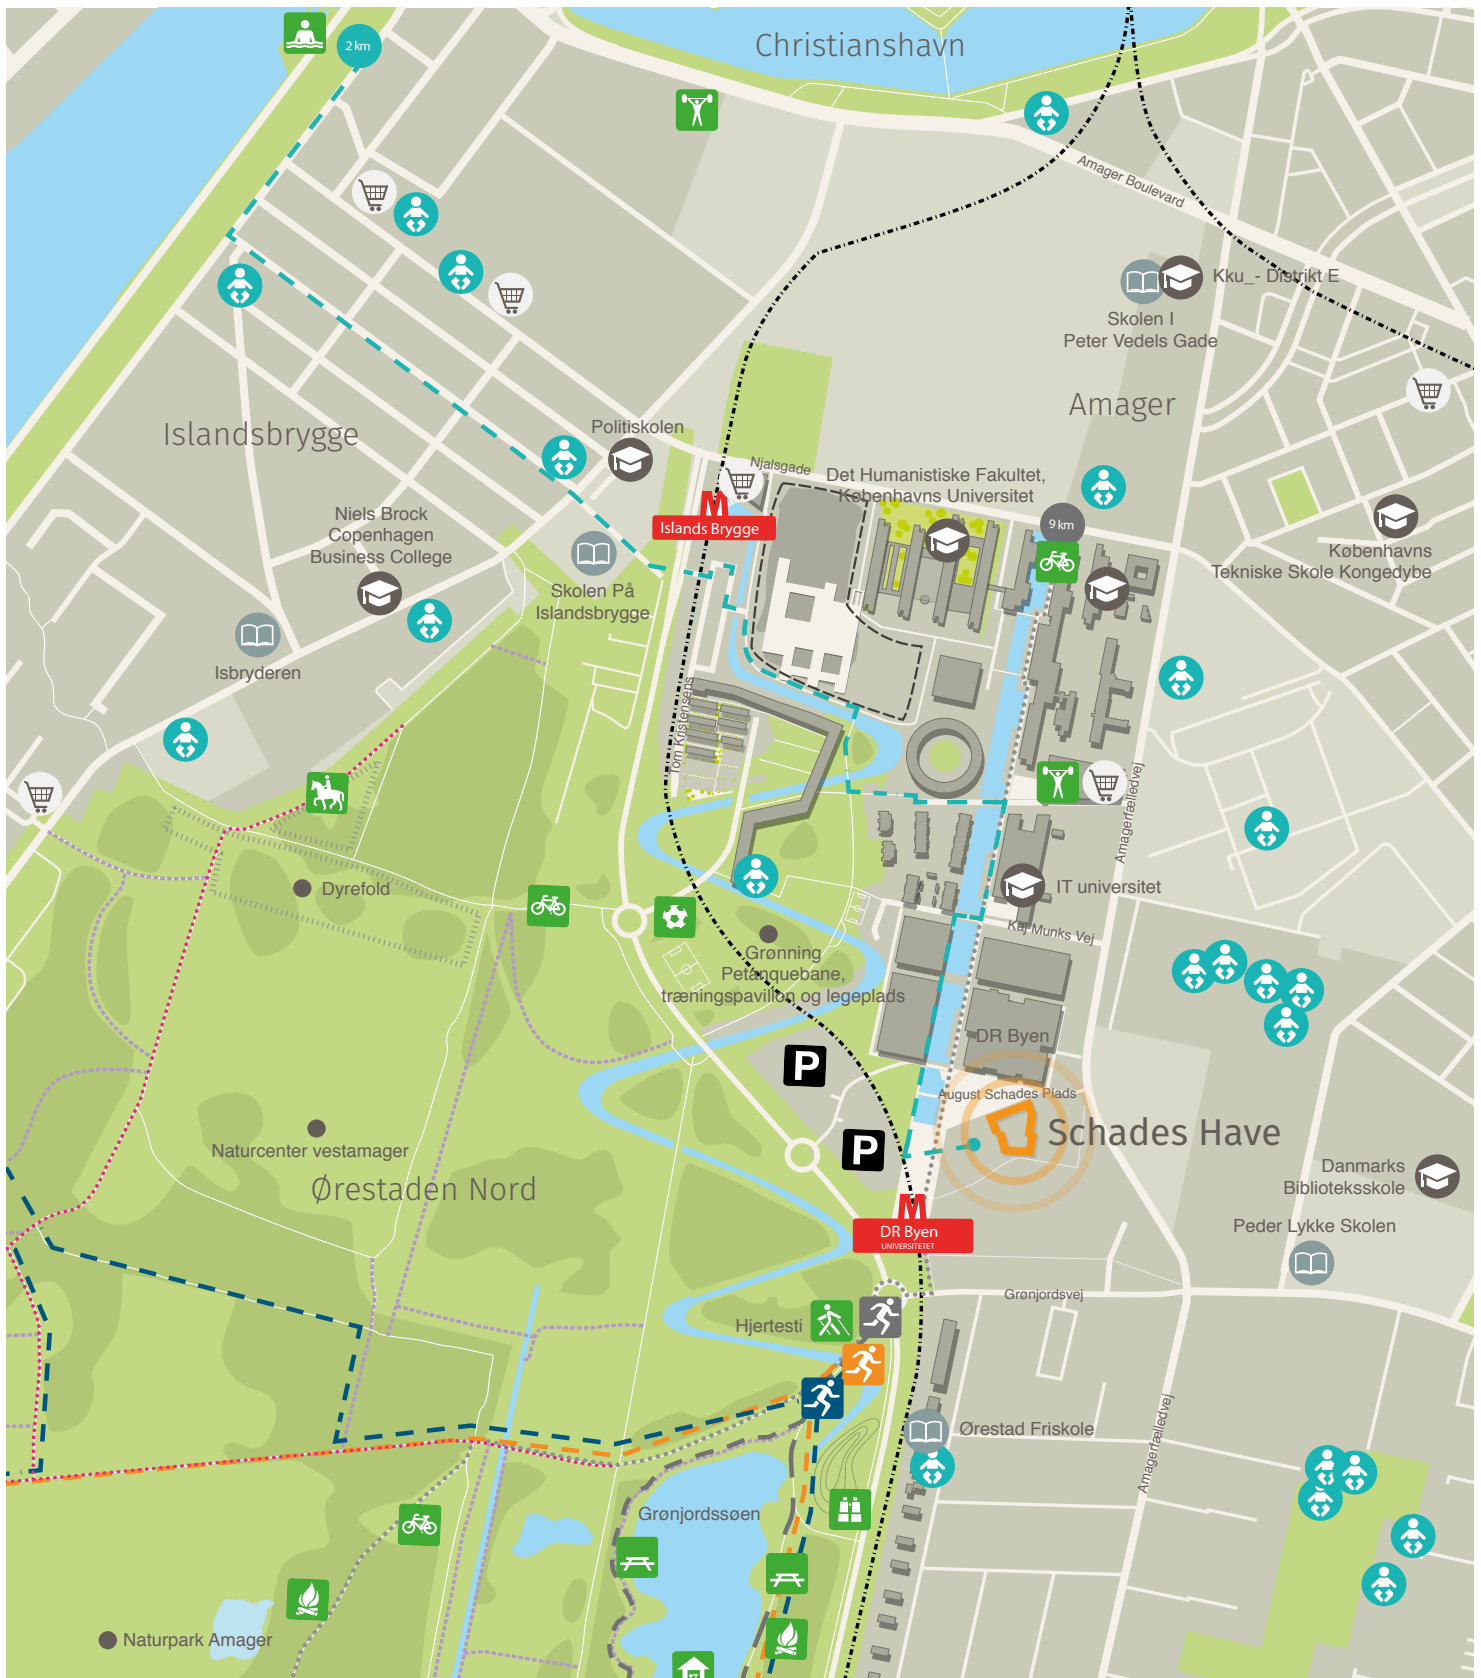 Christianshavn
2 km
Amager Boulevard
Kku_- Distrikt E
Skolen I
Peter Vedels Gade
Amager
Islandsbrygge
Politiskolen
Njalsgade
Det Humanistiske Fakultet,
Københavns Universitet
M
Islands Brygge
9 km
Niels Brock
Copenhagen
Business College
Københavns
Tekniske Skole Kongedybe
Skolen På
Islandsbrygge
Isbryderen
Tom Kristensens
Amagerfælledvej
Dyrefold
IT universitet
Kaj Munks Vej
Grønning
Petanquebane,
træningspavillon og legeplads
DR Byen
P
August Schades Plads
Schades Have
Naturcenter vestamager
P
Danmarks
Biblioteksskole
Ørestaden Nord
M
DR Byen
UNIVERSITETET
Peder Lykke Skolen
Grønjordsvej
Hjertesti
Amagerfælledvej
Ørestad Friskole
Grønjordssøen
Naturpark Amager